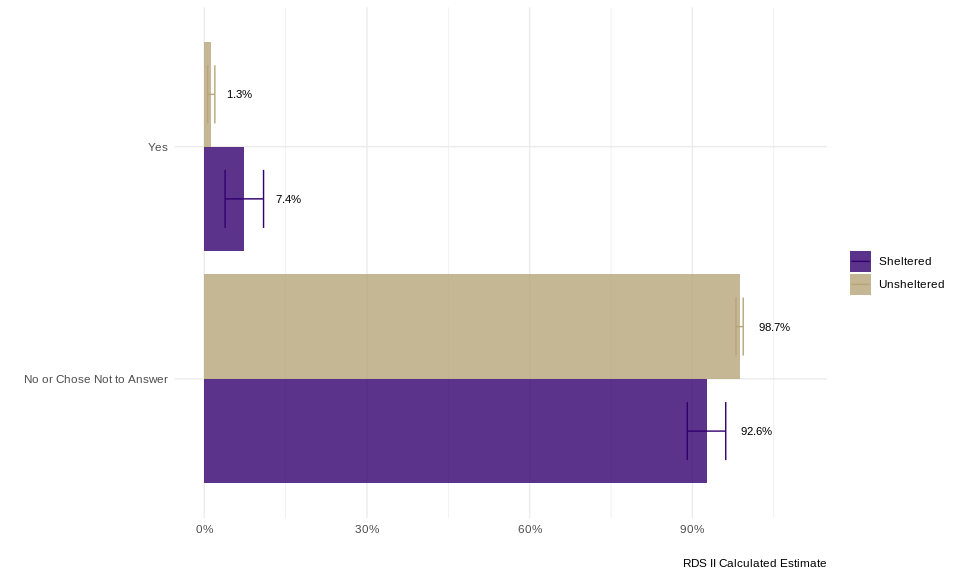 1.3%
Yes
7.4%
Sheltered
Unsheltered
98.7%
No or Chose Not to Answer
92.6%
0%
30%
60%
90%
RDS II Calculated Estimate